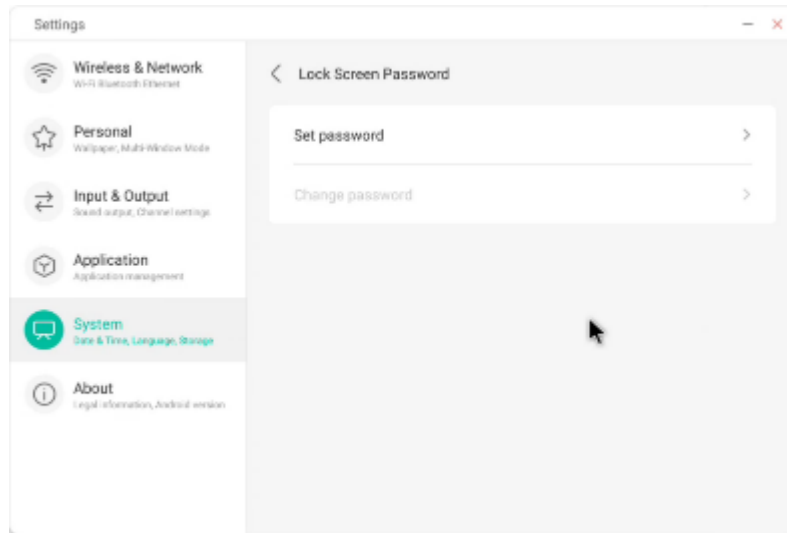 Settings
Wireless & Network
Wi-Fi Bluetooth Ethernet
Lock Screen Password
Personal
Wallpaper, Multi-Window Mode
Set password
Input & Output
Sound output, Channel settings
Change password
Application
Application management
System
Date & Time, Language, Storage
About
Legal information, Android version